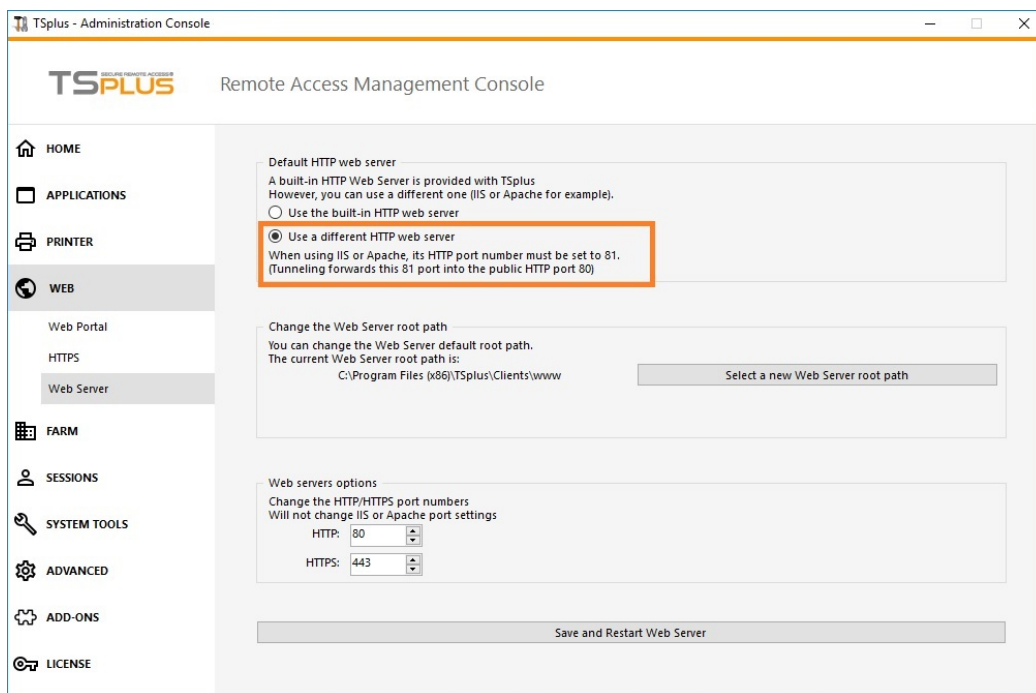 TSplus - Administration Console
TSPLUS
SECURE REMOTE ACCESS
Remote Access Management Console
HOME
APPLICATIONS
PRINTER
WEB
Web Portal
HTTPS
Web Server
FARM
SESSIONS
SYSTEM TOOLS
ADVANCED
ADD-ONS
LICENSE
Default HTTP web server
A built-in HTTP Web Server is provided with TSplus
However, you can use a different one (IIS or Apache for example).
Use the built-in HTTP web server
Use a different HTTP web server
When using IIS or Apache, its HTTP port number must be set to 81.
(Tunneling forwards this 81 port into the public HTTP port 80)
Change the Web Server root path
You can change the Web Server default root path.
The current Web Server root path is:
C:\Program Files (x86)\TSplus\Clients\www
Select a new Web Server root path
Web servers options
Change the HTTP/HTTPS port numbers
Will not change IIS or Apache port settings
HTTP: 80
HTTPS: 443
Save and Restart Web Server